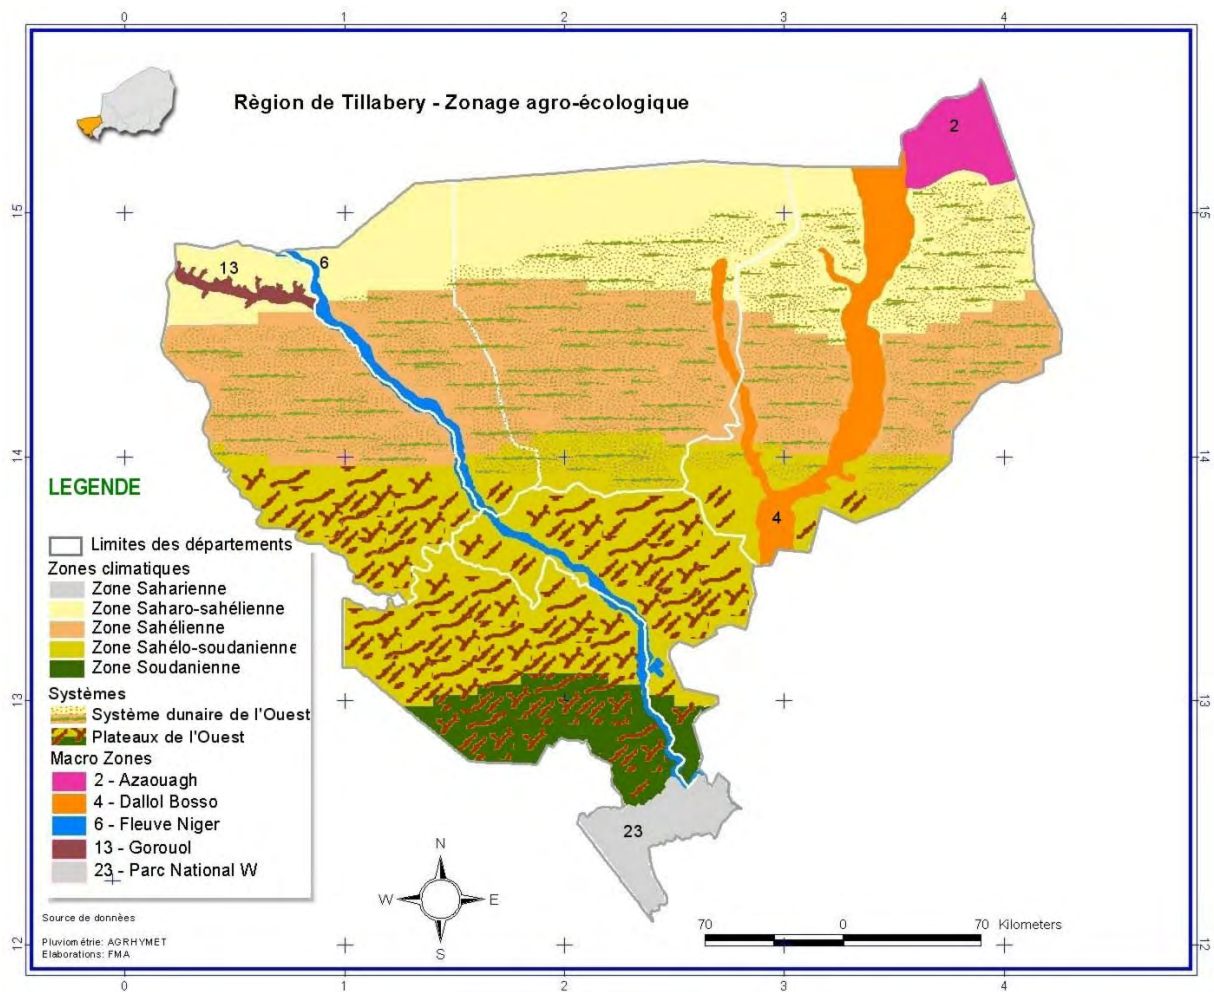 0 1 2 3 4
Règion de Tillabery - Zonage agro-écologique
2
15 15
13 6
14 14
4
LEGENDE
Limites des départements
Zones climatiques
Zone Saharienne
Zone Saharo-sahélienne
Zone Sahélienne
Zone Sahélo-soudanienne
Zone Soudanienne
Systèmes
Système dunaire de l'Ouest
Plateaux de l'Ouest
Macro Zones
2 - Azaouagh
4 - Dallol Bosso
6 - Fleuve Niger
13 - Gorouol
23 - Parc National W
13 13
23
N
W E
S
Source de donnèes
Pluviométrie: AGRHYMET
Elaborations: FMA
70 0 70 Kilometers
12 12
0 1 2 3 4